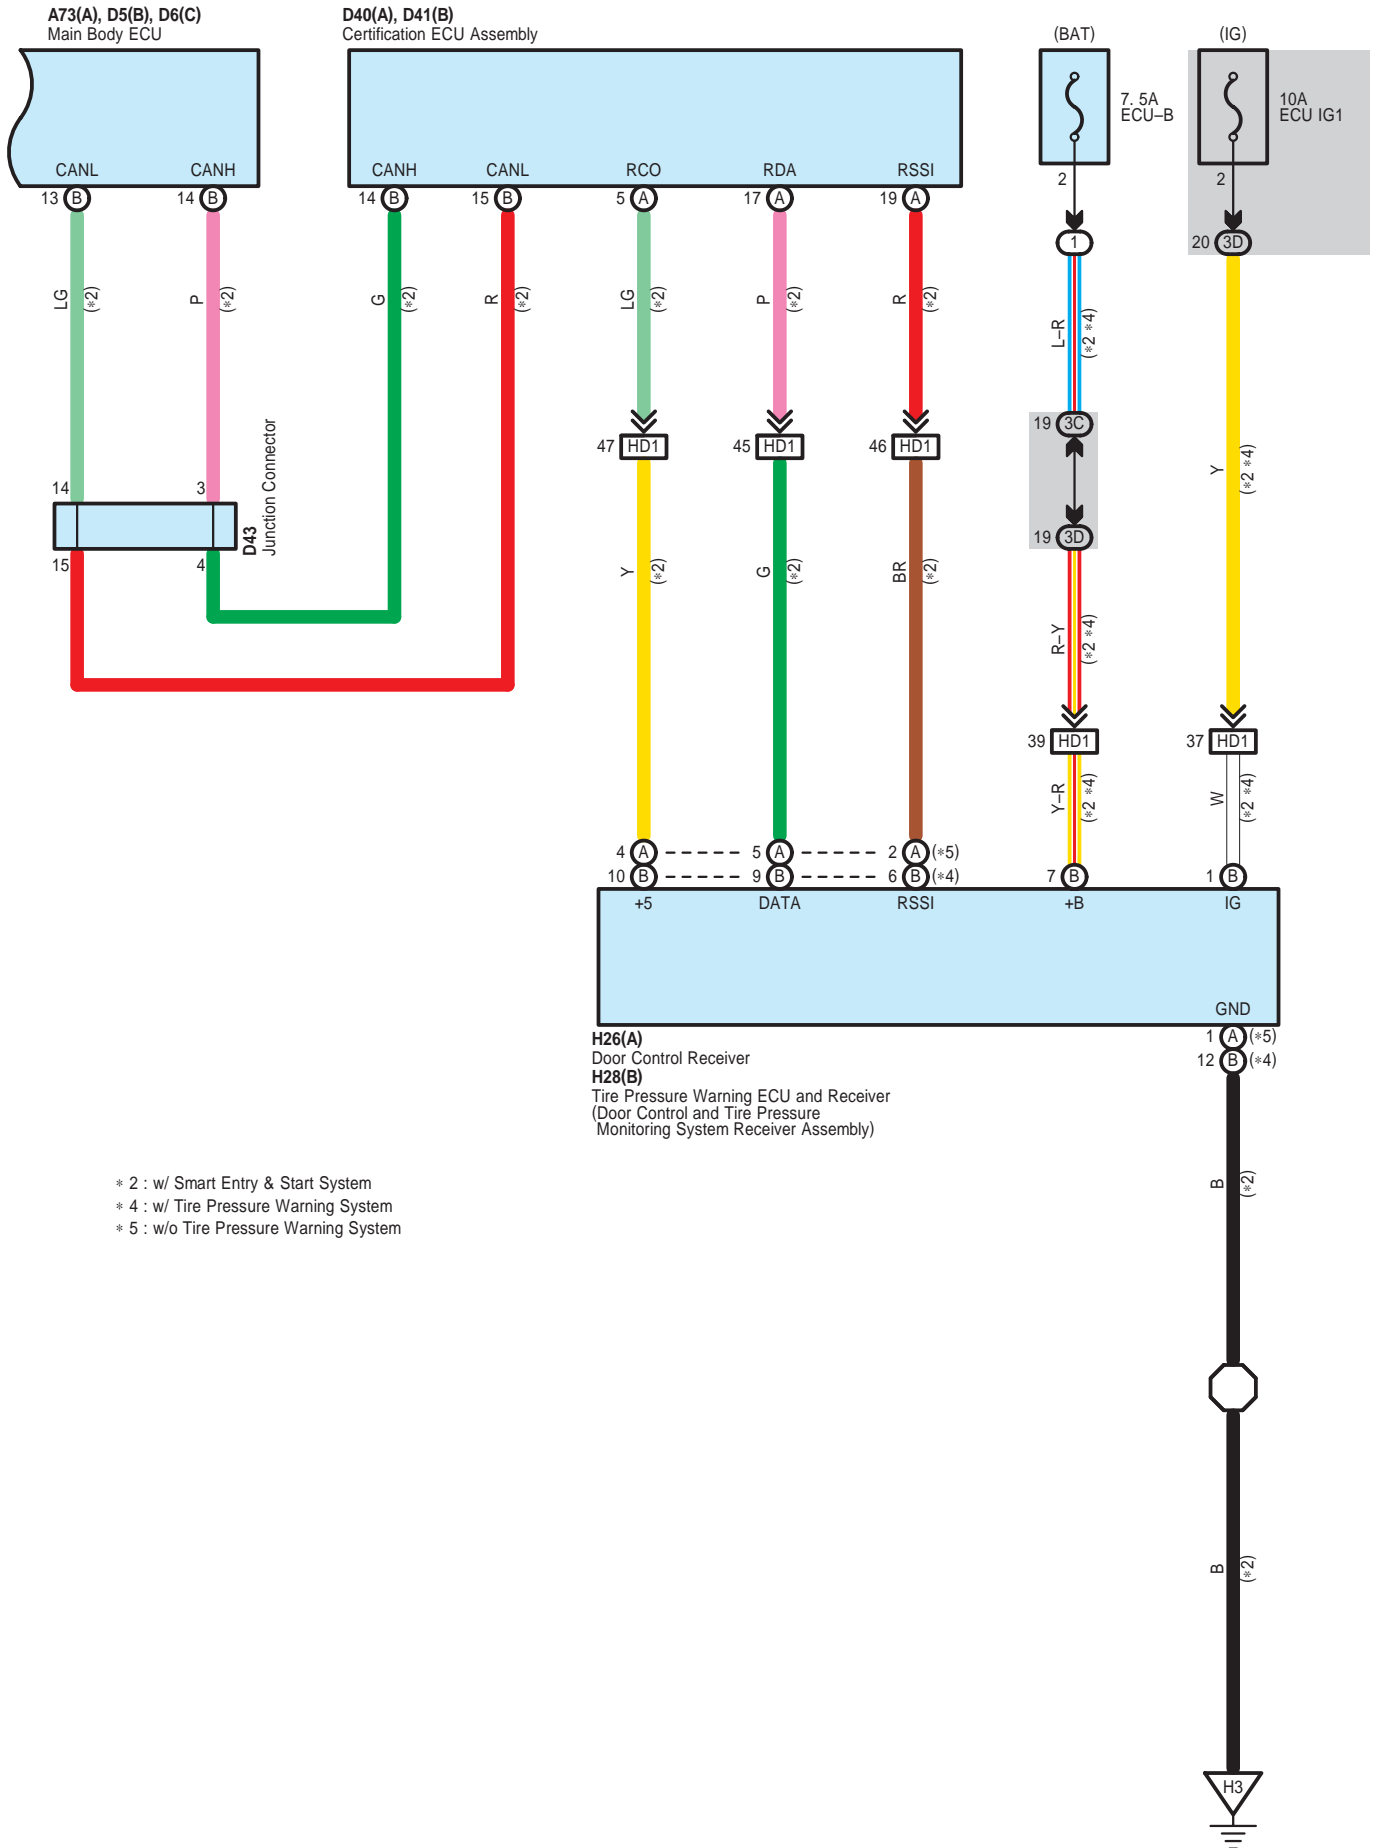 A73(A), D5(B), D6(C)
Main Body ECU
D40(A), D41(B)
Certification ECU Assembly
(BAT)
(IG)
7. 5A
ECU–B
10A
ECU IG1
CANL
CANH
CANH
CANL
RCO
RDA
RSSI
2
2
13 B
14 B
14 B
15 B
5 A
17 A
19 A
1
20 3D
LG
(*2)
P
(*2)
G
(*2)
R
(*2)
LG
(*2)
P
(*2)
R
(*2)
L–R
(*2 *4)
Y
(*2 *4)
19 3C
47 HD1
45 HD1
46 HD1
14
3
D43
Junction Connector
15
4
19 3D
Y
(*2)
G
(*2)
BR
(*2)
R–Y
(*2 *4)
39 HD1
37 HD1
Y–R
(*2 *4)
W
(*2 *4)
4 A
5 A
2 A (*5)
10 B
9 B
6 B (*4)
7 B
1 B
+5
DATA
RSSI
+B
IG
GND
H26(A)
Door Control Receiver
H28(B)
Tire Pressure Warning ECU and Receiver
(Door Control and Tire Pressure
Monitoring System Receiver Assembly)
1 A (*5)
12 B (*4)
* 2 : w/ Smart Entry & Start System
* 4 : w/ Tire Pressure Warning System
* 5 : w/o Tire Pressure Warning System
B
(*2)
B
(*2)
H3